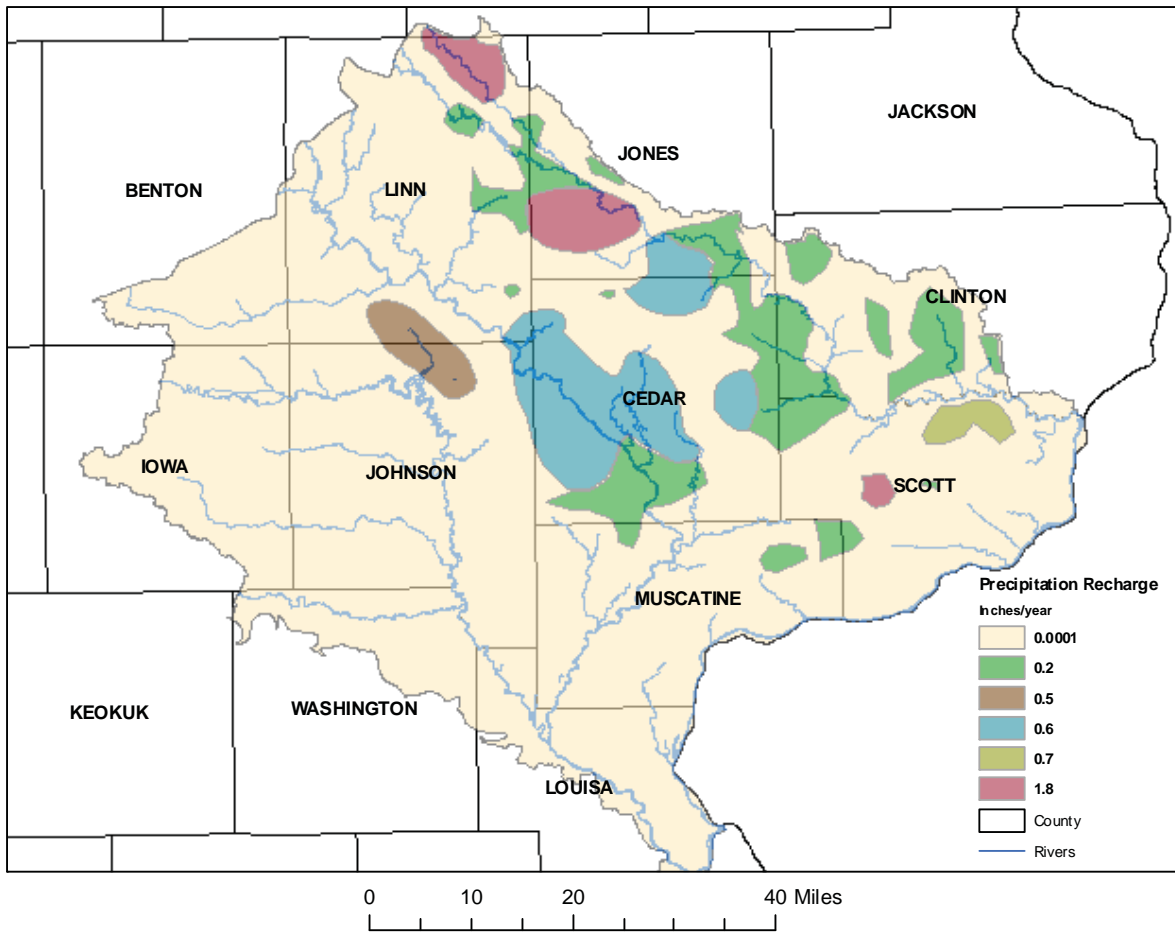 JACKSON
JONES
BENTON
LINN
CLINTON
CEDAR
IOWA
JOHNSON
SCOTT
MUSCATINE
KEOKUK
WASHINGTON
LOUISA
Precipitation Recharge
Inches/year
0.0001
0.2
0.5
0.6
0.7
1.8
County
Rivers
0 10 20 40 Miles